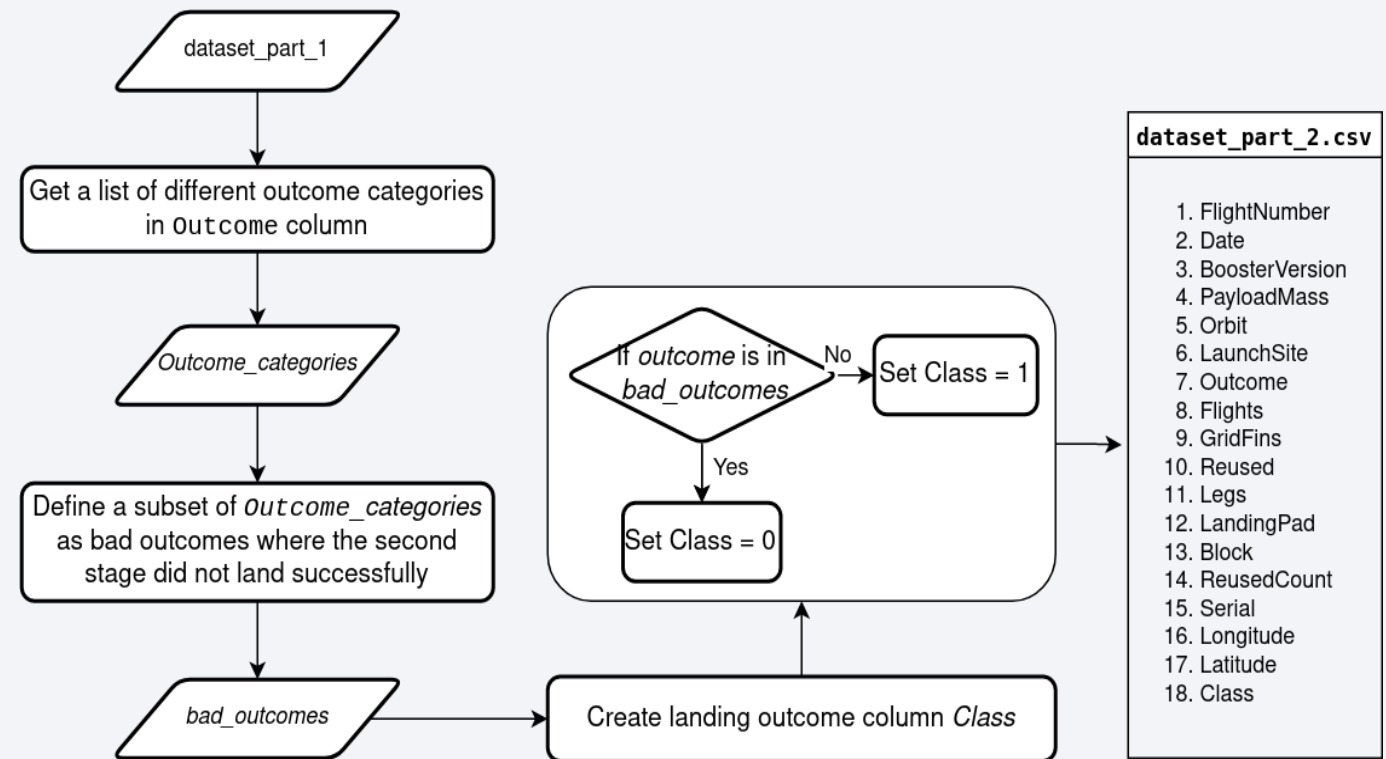 dataset_part_1
Get a list of different outcome categories
in Outcome column
Outcome_categories
Define a subset of Outcome_categories
as bad outcomes where the second
stage did not land successfully
bad_outcomes
Create landing outcome column Class
If outcome is in
bad_outcomes
No
Set Class = 1
Yes
Set Class = 0
dataset_part_2.csv
1. FlightNumber
2. Date
3. BoosterVersion
4. PayloadMass
5. Orbit
6. LaunchSite
7. Outcome
8. Flights
9. GridFins
10. Reused
11. Legs
12. LandingPad
13. Block
14. ReusedCount
15. Serial
16. Longitude
17. Latitude
18. Class